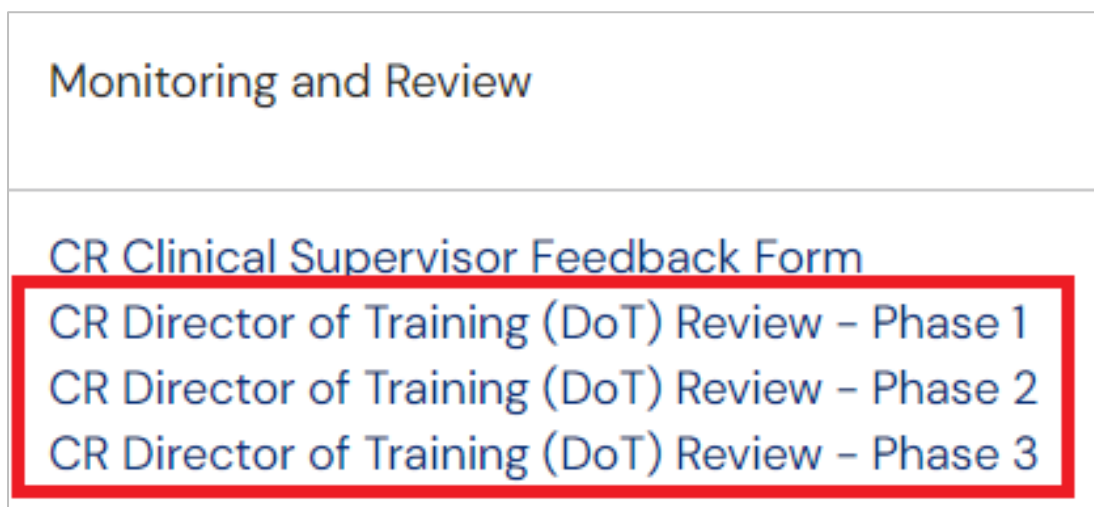 Monitoring and Review
CR Clinical Supervisor Feedback Form
CR Director of Training (DoT) Review – Phase 1
CR Director of Training (DoT) Review – Phase 2
CR Director of Training (DoT) Review – Phase 3